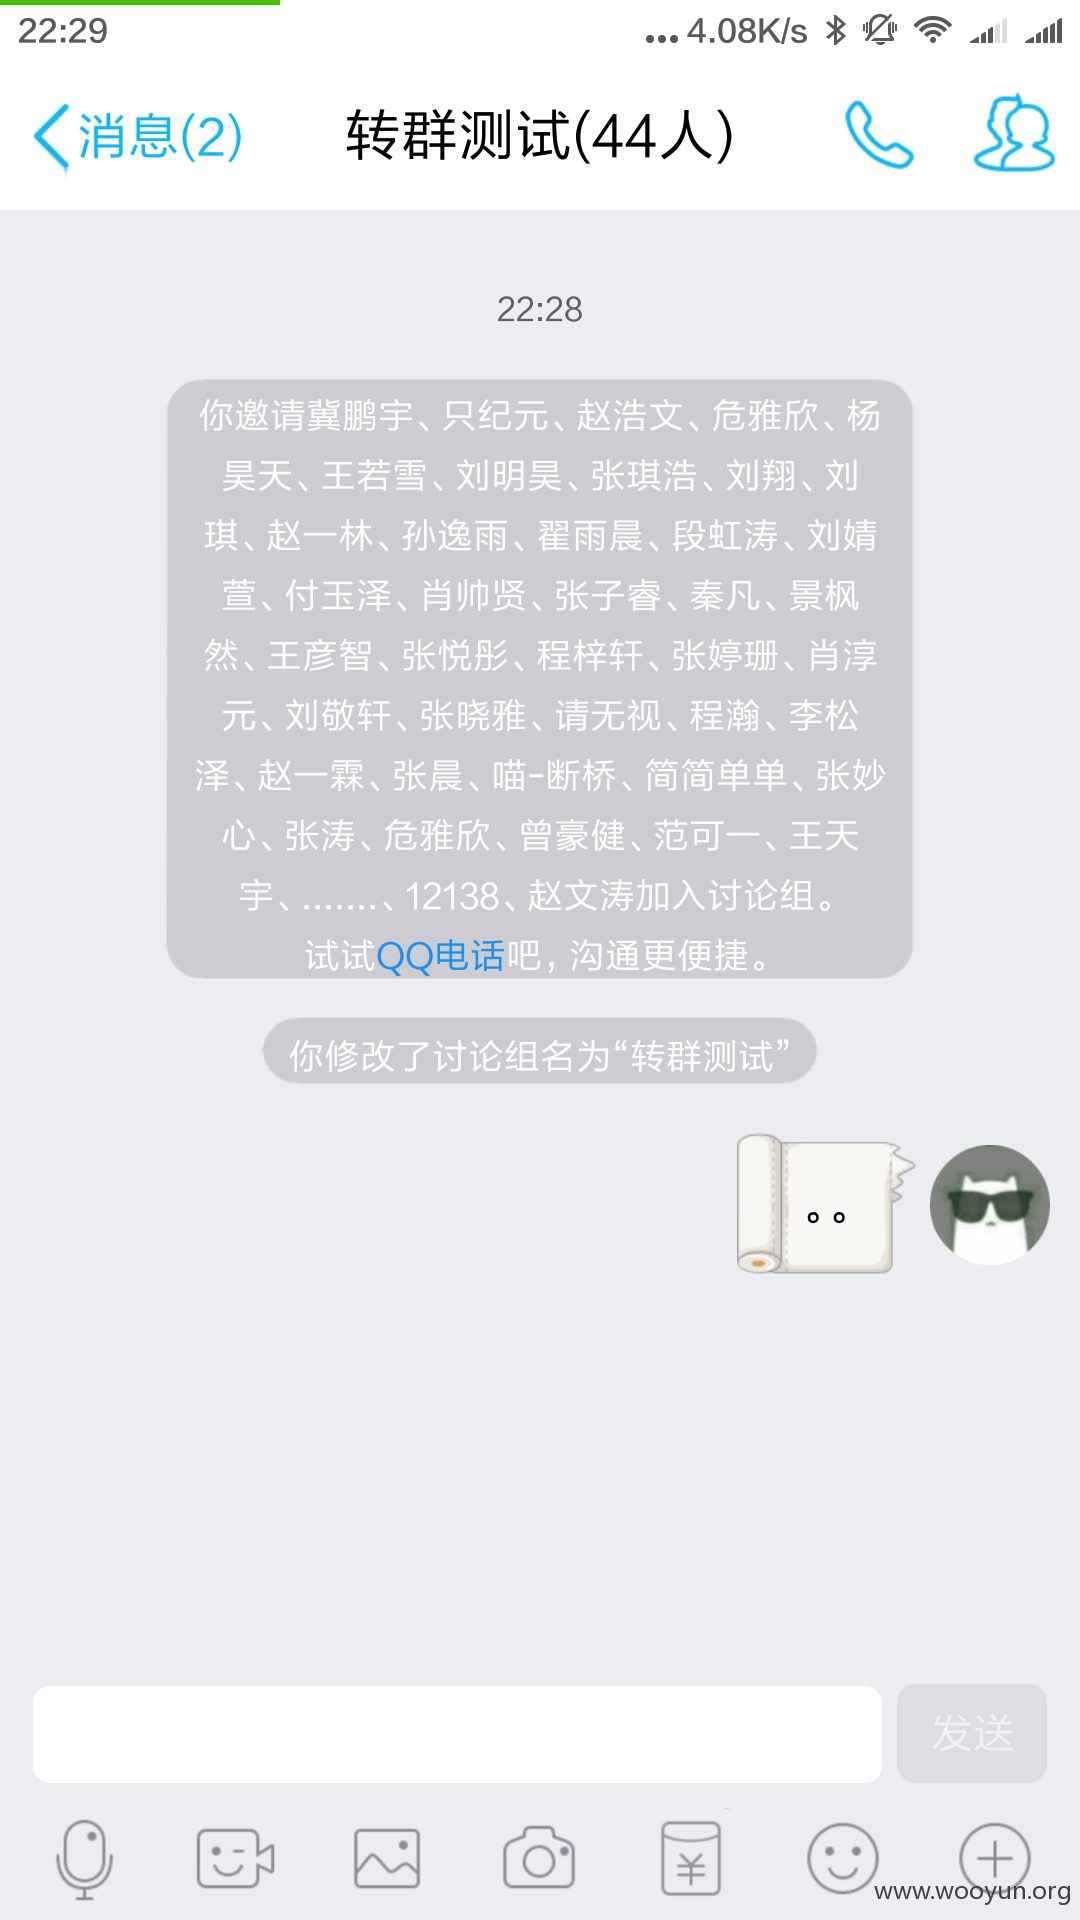 22:29
... 4.08K/s
消息(2)
转群测试(44人)
22:28
你邀请冀鹏宇、只纪元、赵浩文、危雅欣、杨
昊天、王若雪、刘明昊、张琪浩、刘翔、刘
琪、赵一林、孙逸雨、翟雨晨、段虹涛、刘婧
萱、付玉泽、肖帅贤、张子睿、秦凡、景枫
然、王彦智、张悦彤、程梓轩、张婷珊、肖淳
元、刘敬轩、张晓雅、请无视、程瀚、李松
泽、赵一霖、张晨、喵-断桥、简简单单、张妙
心、张涛、危雅欣、曾豪健、范可一、王天
宇、.......、12138、赵文涛加入讨论组。
试试QQ电话吧，沟通更便捷。
你修改了讨论组名为“转群测试”
。。
发送
www.wooyun.org